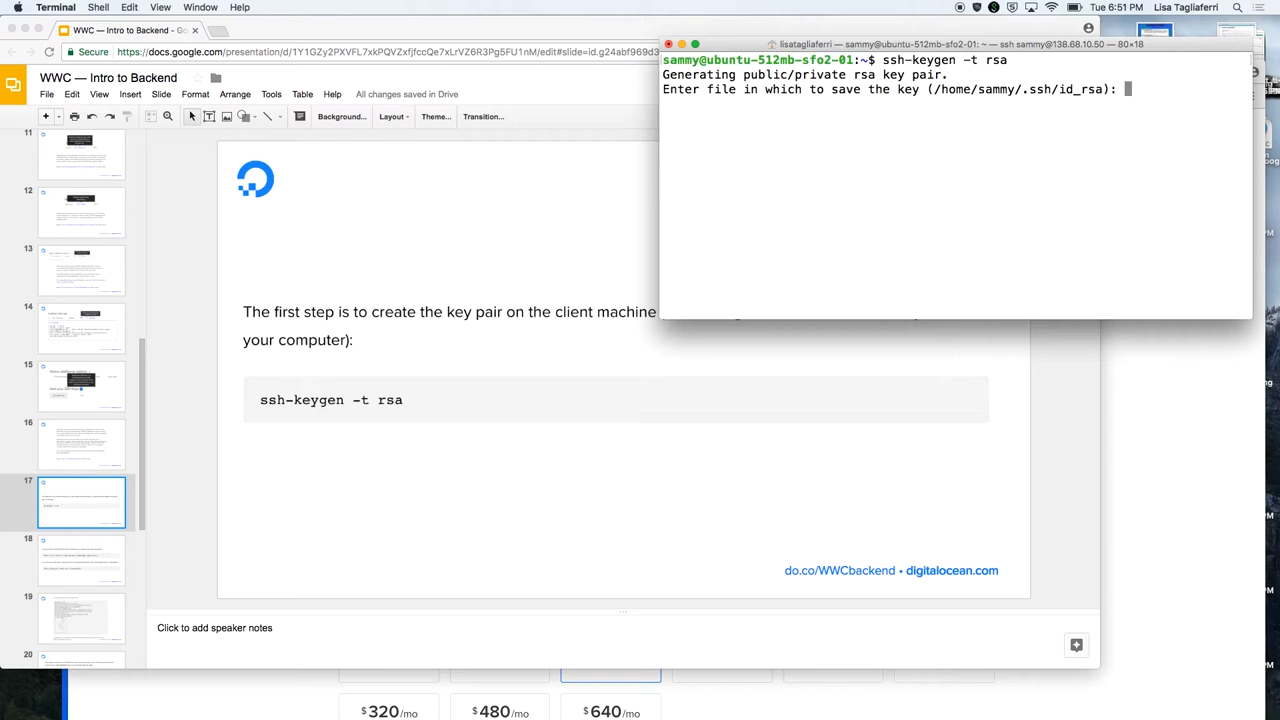 Terminal Shell Edit View Window Help
Tue 6:51 PM Lisa Tagliaferri
WWC – Intro to Backend - Go
Secure https://docs.google.com/presentation/
lisatagliaferri — sammy@ubuntu-512mb-sfo2-01: ~ — ssh sammy@138.68.10.50 — 80×18
sammy@ubuntu-512mb-sfo2-01:~$ ssh-keygen -t rsa
Generating public/private rsa key pair.
Enter file in which to save the key (/home/sammy/.ssh/id_rsa):
WWC – Intro to Backend
File Edit View Insert Slide Format Arrange Tools Table Help All changes saved in Drive
Background... Layout Theme... Transition...
11
12
13
14
15
16
17
18
19
20
The first step is to create the key pair on the client machine
your computer):
ssh-keygen -t rsa
do.co/WWCbackend • digitalocean.com
Click to add speaker notes
$320/mo $480/mo $640/mo